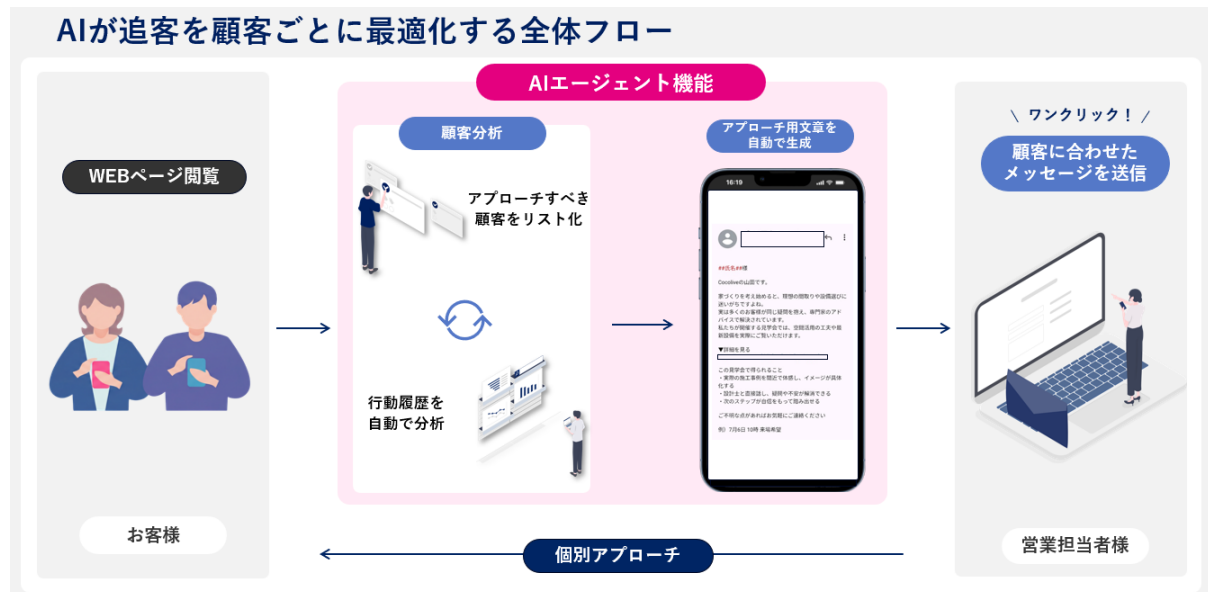 AIが追客を顧客ごとに最適化する全体フロー
AIエージェント機能
WEBページ閲覧
お客様
顧客分析
アプローチすべき
顧客をリスト化
行動履歴を
自動で分析
アプローチ用文章を
自動で生成
16:19
##氏名##様
Cocoliveの山田です。
家づくりを考え始めると、理想の間取りや設備選びに
迷いがちですよね。
実は多くのお客様が同じ疑問を抱え、専門家のアド
バイスで解決されています。
私たちが開催する見学会では、空間活用の工夫や最
新設備を実際にご覧いただけます。
▼詳細を見る
この見学会で得られること
・実際の施工事例を間近で体感し、イメージが具体
化する
・設計士と直接話し、疑問や不安が解消できる
・次のステップが自信をもって踏み出せる
ご不明な点があればお気軽にご連絡ください
例）7月6日 10時 来場希望
\ ワンクリック！ /
顧客に合わせた
メッセージを送信
営業担当者様
個別アプローチ